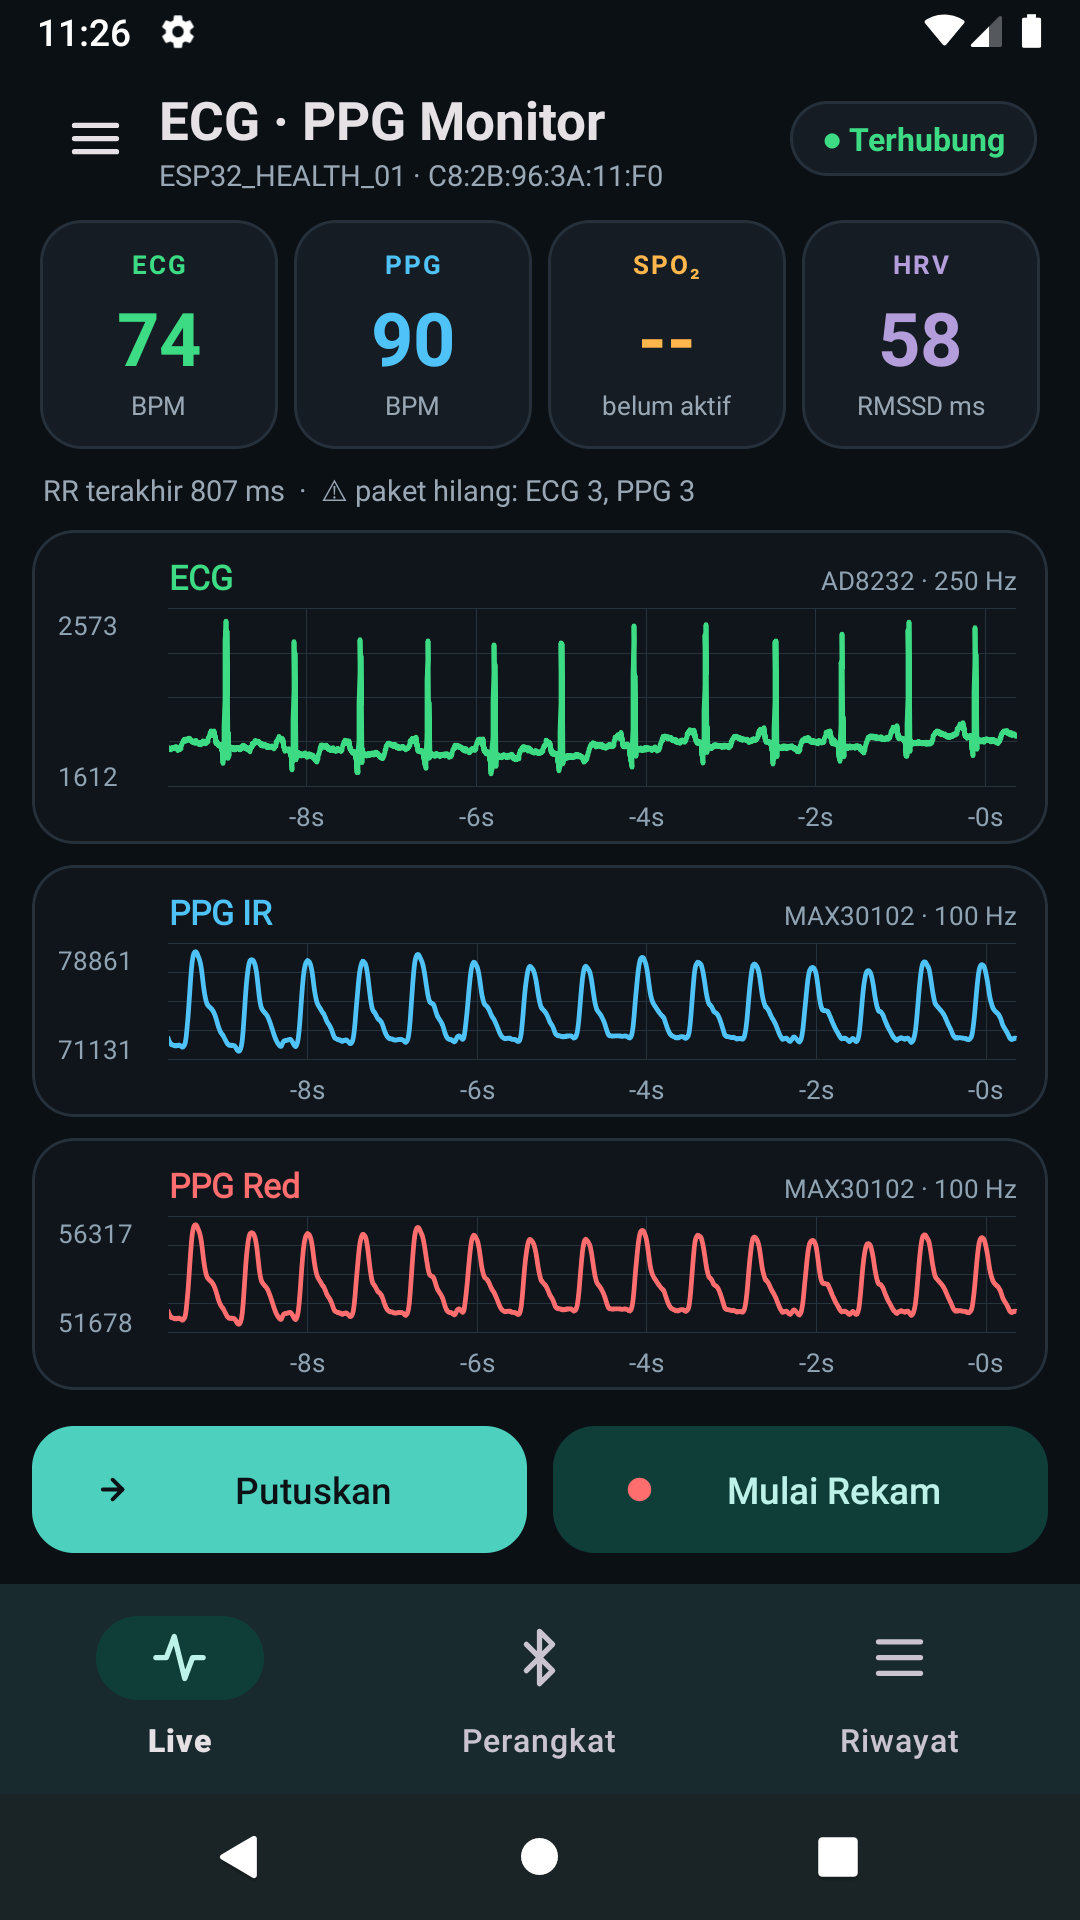 11:26
ECG · PPG Monitor
ESP32_HEALTH_01 · C8:2B:96:3A:11:F0
● Terhubung
ECG
74
BPM
PPG
90
BPM
SPO₂
--
belum aktif
HRV
58
RMSSD ms
RR terakhir 807 ms · ⚠ paket hilang: ECG 3, PPG 3
ECG
AD8232 · 250 Hz
2573
1612
-8s -6s -4s -2s -0s
PPG IR
MAX30102 · 100 Hz
78861
71131
-8s -6s -4s -2s -0s
PPG Red
MAX30102 · 100 Hz
56317
51678
-8s -6s -4s -2s -0s
Putuskan
Mulai Rekam
Live
Perangkat
Riwayat